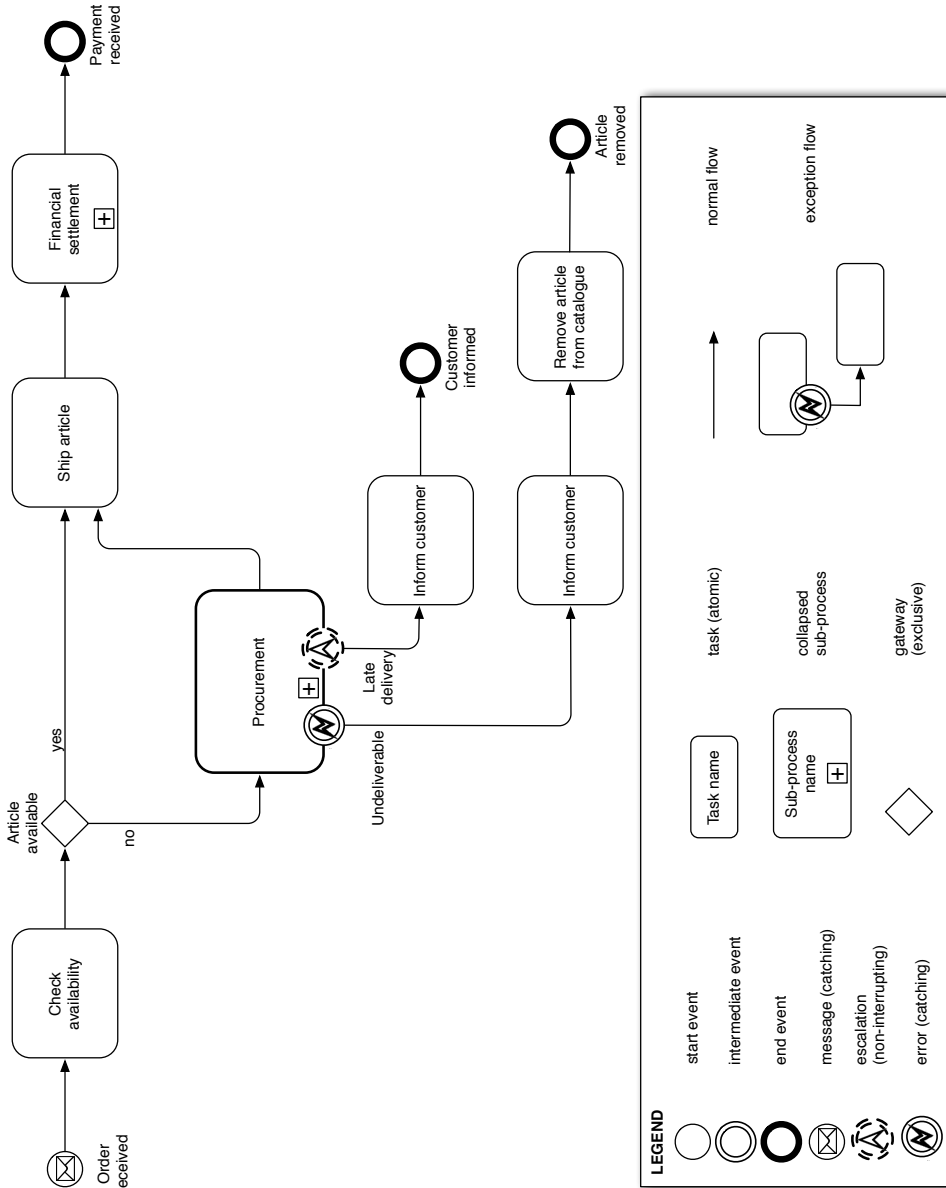 Order
eceived
Check
availability
Article
available
yes
no
Ship article
Financial
settlement
Payment
received
Procurement
Undeliverable
Late
delivery
Inform customer
Customer
informed
Inform customer
Remove article
from catalogue
Article
removed
LEGEND
start event
intermediate event
end event
message (catching)
escalation
(non-interrupting)
error (catching)
Task name
task (atomic)
Sub-process
name
collapsed
sub-process
gateway
(exclusive)
normal flow
exception flow